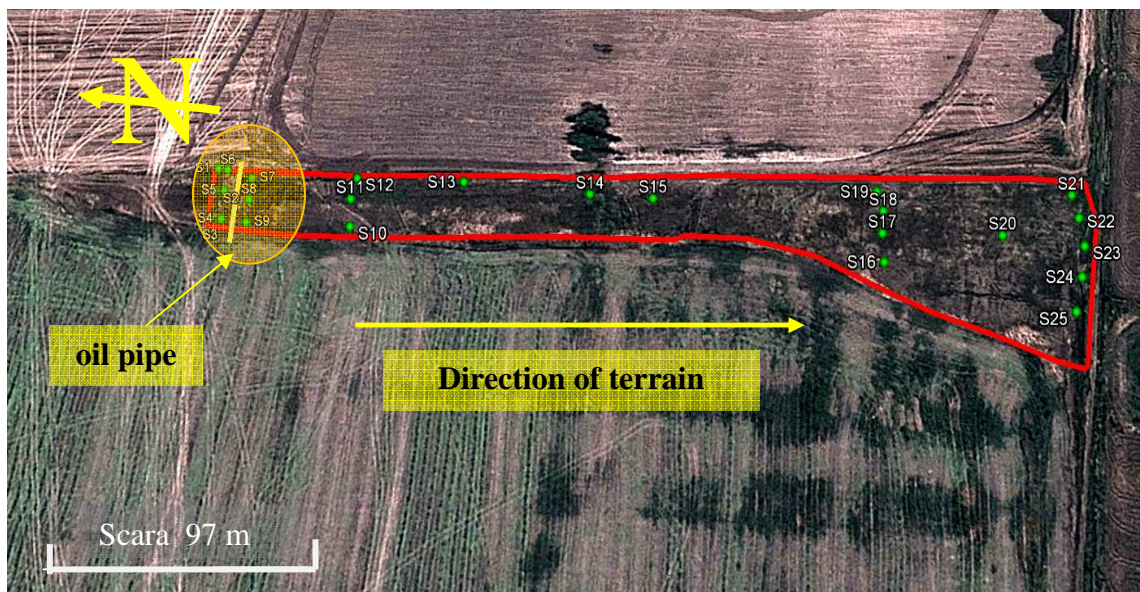 N
S1
S6
S7
S5
S2
S8
S4
S9
S3
S11
S12
S10
S13
S14
S15
S19
S18
S17
S16
S20
S21
S22
S23
S24
S25
oil pipe
Direction of terrain
Scara 97 m